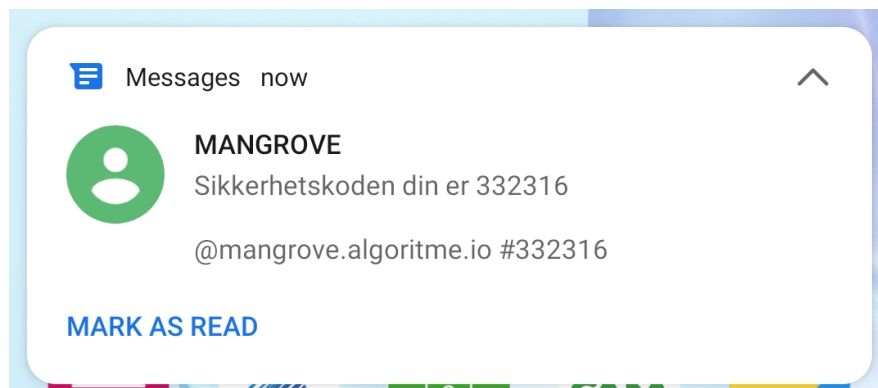 Messages now
MANGROVE
Sikkerhetskoden din er 332316
@mangrove.algoritme.io #332316
MARK AS READ